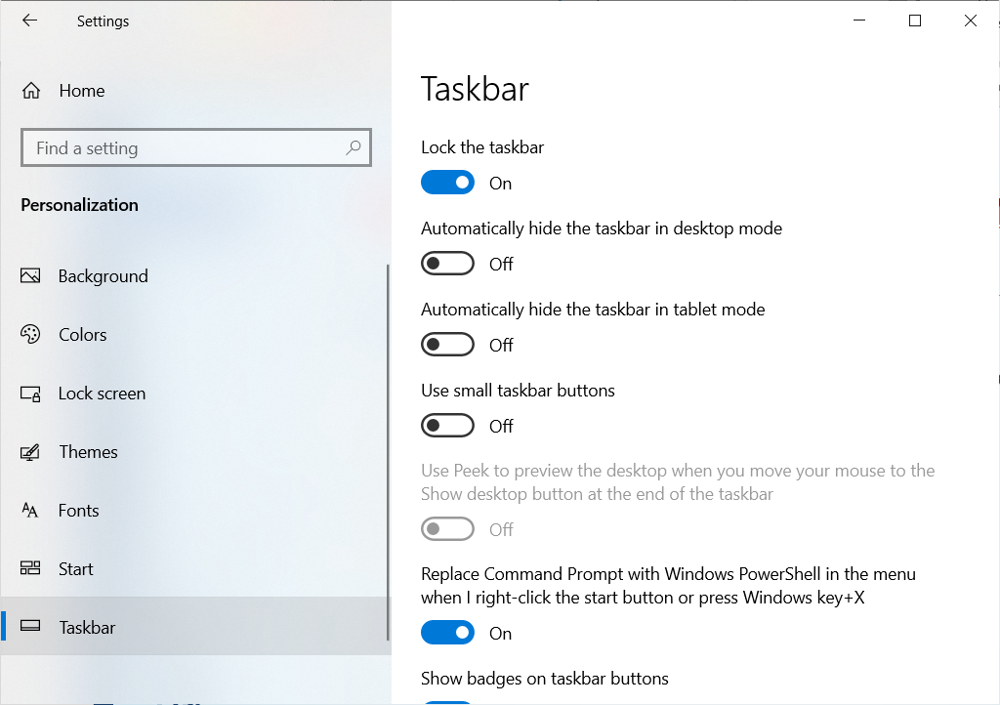 Settings
Home
Find a setting
Personalization
Background
Colors
Lock screen
Themes
Fonts
Start
Taskbar
Taskbar
Lock the taskbar
On
Automatically hide the taskbar in desktop mode
Off
Automatically hide the taskbar in tablet mode
Off
Use small taskbar buttons
Off
Use Peek to preview the desktop when you move your mouse to the
Show desktop button at the end of the taskbar
Off
Replace Command Prompt with Windows PowerShell in the menu
when I right-click the start button or press Windows key+X
On
Show badges on taskbar buttons